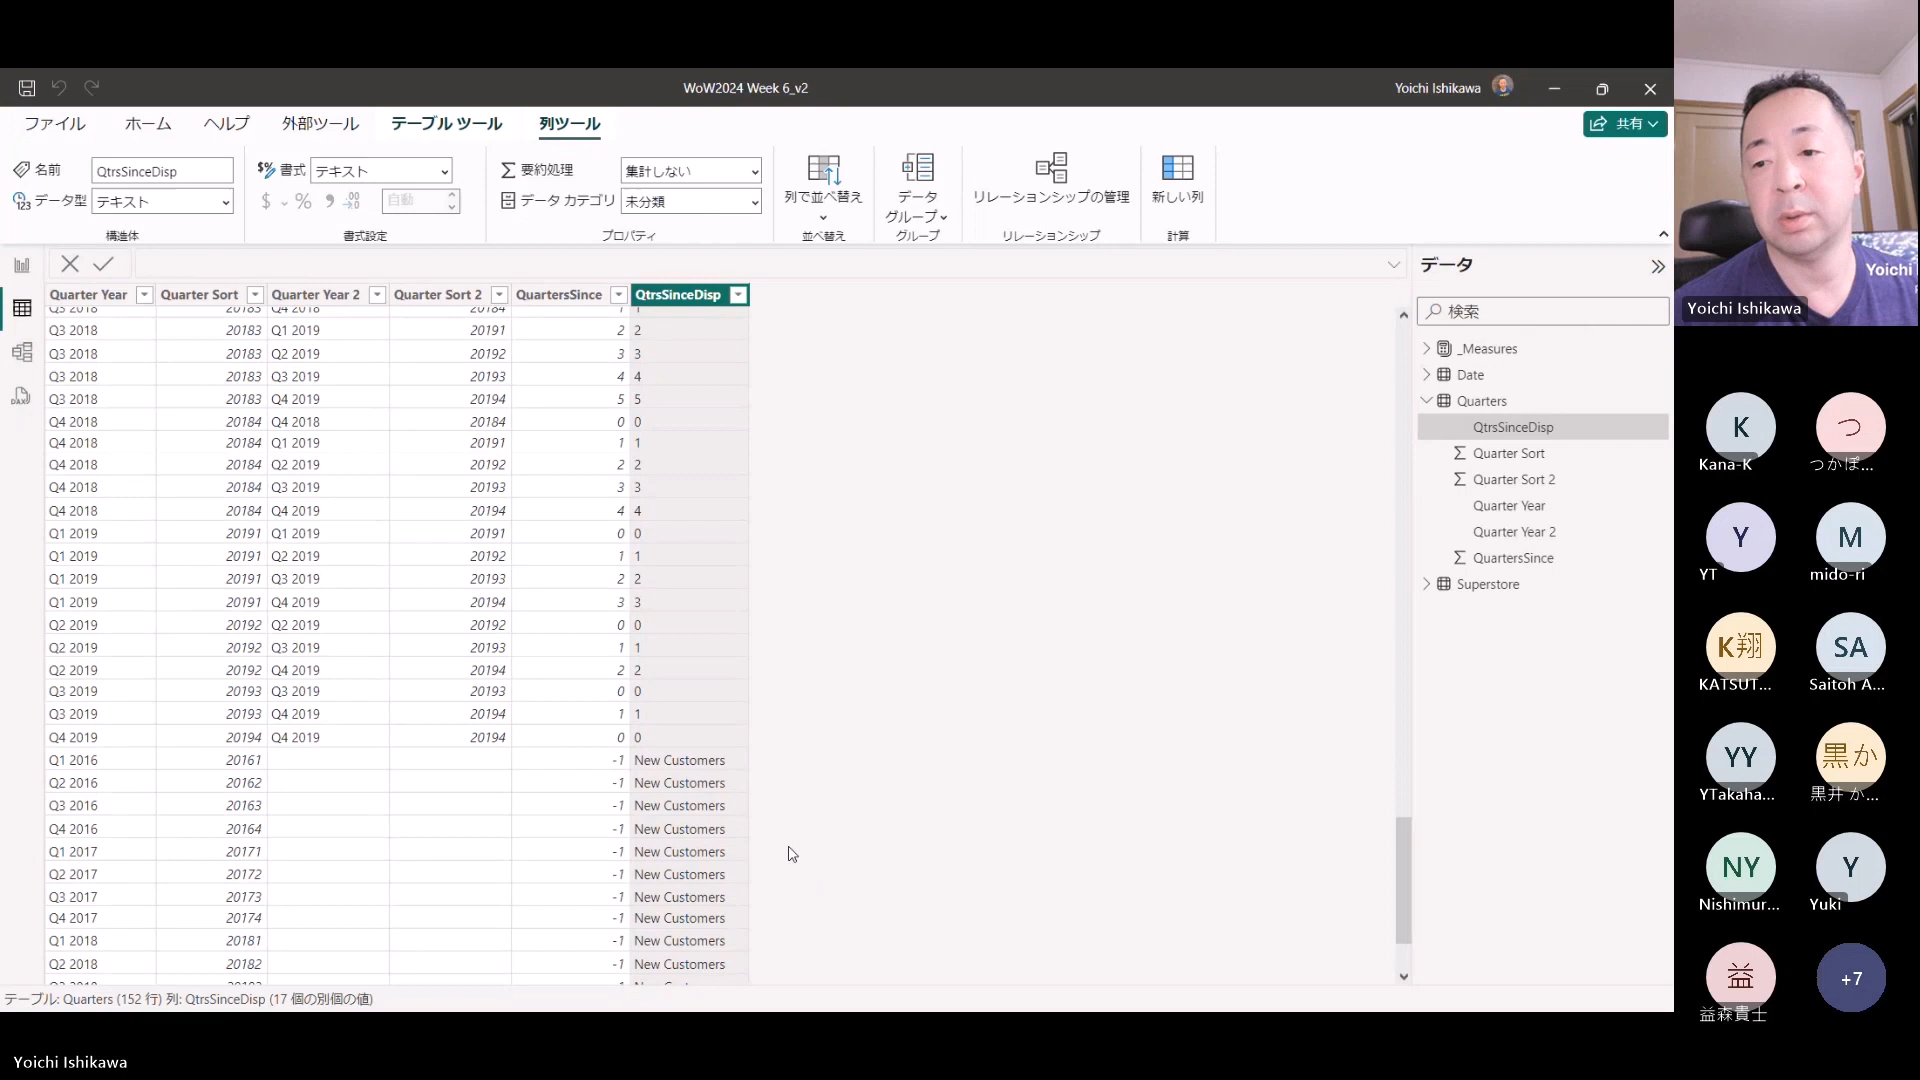 WoW2024 Week 6_v2
Yoichi Ishikawa
ファイル ホーム ヘルプ 外部ツール テーブル ツール 列ツール
共有
名前 QtrsSinceDisp
データ型 テキスト
構造体
書式 テキスト
$ % 自動
書式設定
要約処理 集計しない
データ カテゴリ 未分類
プロパティ
列で並べ替え
並べ替え
データ
グループ
グループ
リレーションシップの管理
リレーションシップ
新しい列
計算
Quarter Year Quarter Sort Quarter Year 2 Quarter Sort 2 QuartersSince QtrsSinceDisp
Q3 2018 20183 Q4 2018 20184 1 1
Q3 2018 20183 Q1 2019 20191 2 2
Q3 2018 20183 Q2 2019 20192 3 3
Q3 2018 20183 Q3 2019 20193 4 4
Q3 2018 20183 Q4 2019 20194 5 5
Q4 2018 20184 Q4 2018 20184 0 0
Q4 2018 20184 Q1 2019 20191 1 1
Q4 2018 20184 Q2 2019 20192 2 2
Q4 2018 20184 Q3 2019 20193 3 3
Q4 2018 20184 Q4 2019 20194 4 4
Q1 2019 20191 Q1 2019 20191 0 0
Q1 2019 20191 Q2 2019 20192 1 1
Q1 2019 20191 Q3 2019 20193 2 2
Q1 2019 20191 Q4 2019 20194 3 3
Q2 2019 20192 Q2 2019 20192 0 0
Q2 2019 20192 Q3 2019 20193 1 1
Q2 2019 20192 Q4 2019 20194 2 2
Q3 2019 20193 Q3 2019 20193 0 0
Q3 2019 20193 Q4 2019 20194 1 1
Q4 2019 20194 Q4 2019 20194 0 0
Q1 2016 20161 -1 New Customers
Q2 2016 20162 -1 New Customers
Q3 2016 20163 -1 New Customers
Q4 2016 20164 -1 New Customers
Q1 2017 20171 -1 New Customers
Q2 2017 20172 -1 New Customers
Q3 2017 20173 -1 New Customers
Q4 2017 20174 -1 New Customers
Q1 2018 20181 -1 New Customers
Q2 2018 20182 -1 New Customers
テーブル: Quarters (152 行) 列: QtrsSinceDisp (17 個の別個の値)
データ
検索
_Measures
Date
Quarters
QtrsSinceDisp
Quarter Sort
Quarter Sort 2
Quarter Year
Quarter Year 2
QuartersSince
Superstore
Yoichi
Yoichi Ishikawa
K つ
Kana-K つかぽ...
Y M
YT mido-ri
K翔 SA
KATSUT... Saitoh A...
YY 黒か
YTakaha... 黒井 か...
NY Y
Nishimur... Yuki
益 +7
益森貴士
Yoichi Ishikawa